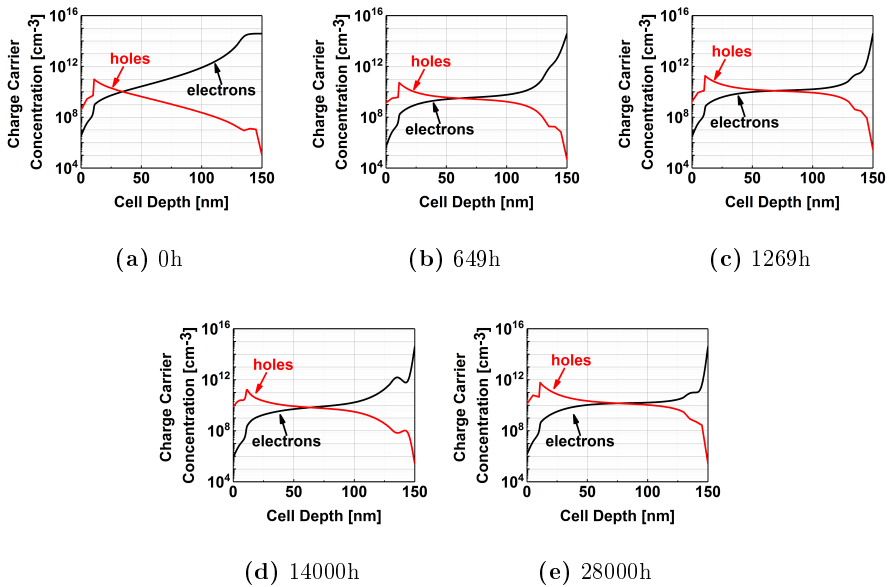 Charge Carrier
Concentration [cm-3]
10^16
10^12
10^8
10^4
holes
electrons
0 50 100 150
Cell Depth [nm]
(a) 0h
Charge Carrier
Concentration [cm-3]
10^16
10^12
10^8
10^4
holes
electrons
0 50 100 150
Cell Depth [nm]
(b) 649h
Charge Carrier
Concentration [cm-3]
10^16
10^12
10^8
10^4
holes
electrons
0 50 100 150
Cell Depth [nm]
(c) 1269h
Charge Carrier
Concentration [cm-3]
10^16
10^12
10^8
10^4
holes
electrons
0 50 100 150
Cell Depth [nm]
(d) 14000h
Charge Carrier
Concentration [cm-3]
10^16
10^12
10^8
10^4
holes
electrons
0 50 100 150
Cell Depth [nm]
(e) 28000h